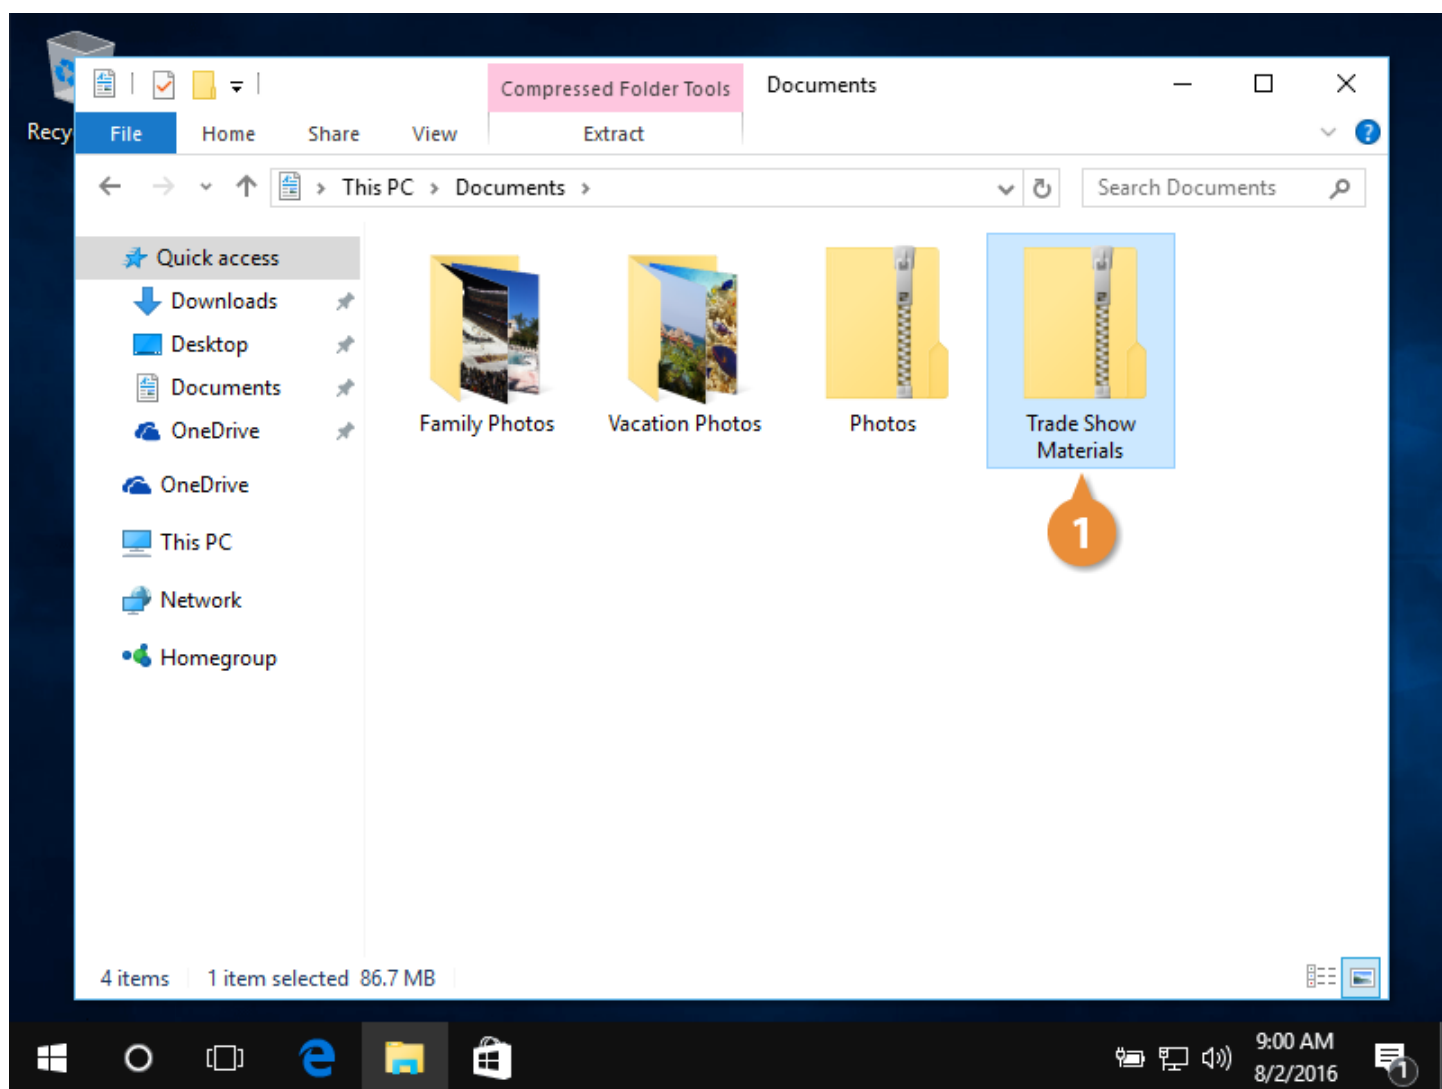 Compressed Folder Tools
Documents
Recy
File
Home
Share
View
Extract
This PC
Documents
Search Documents
Quick access
Downloads
Desktop
Documents
OneDrive
OneDrive
This PC
Network
Homegroup
Family Photos
Vacation Photos
Photos
Trade Show
Materials
1
4 items
1 item selected 86.7 MB
9:00 AM
8/2/2016
1